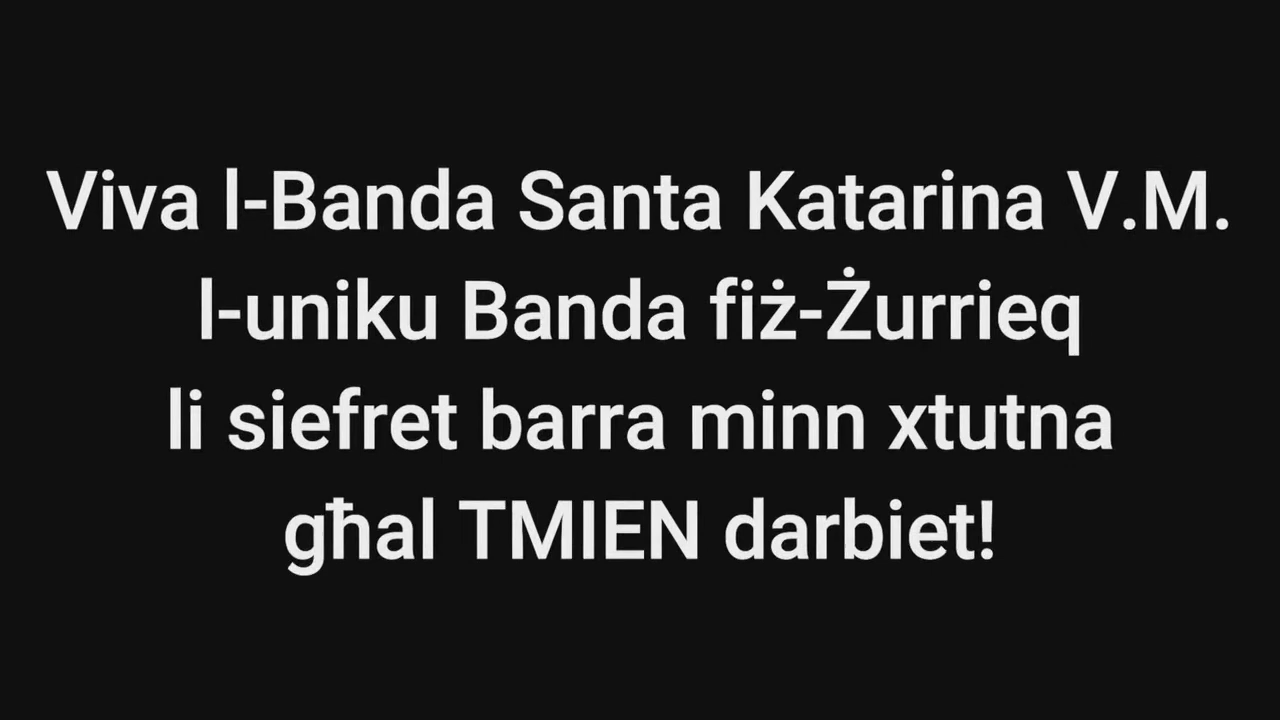 Viva l-Banda Santa Katarina V.M.
l-uniku Banda fiż-Żurrieq
li siefret barra minn xtutna
għal TMIEN darbiet!